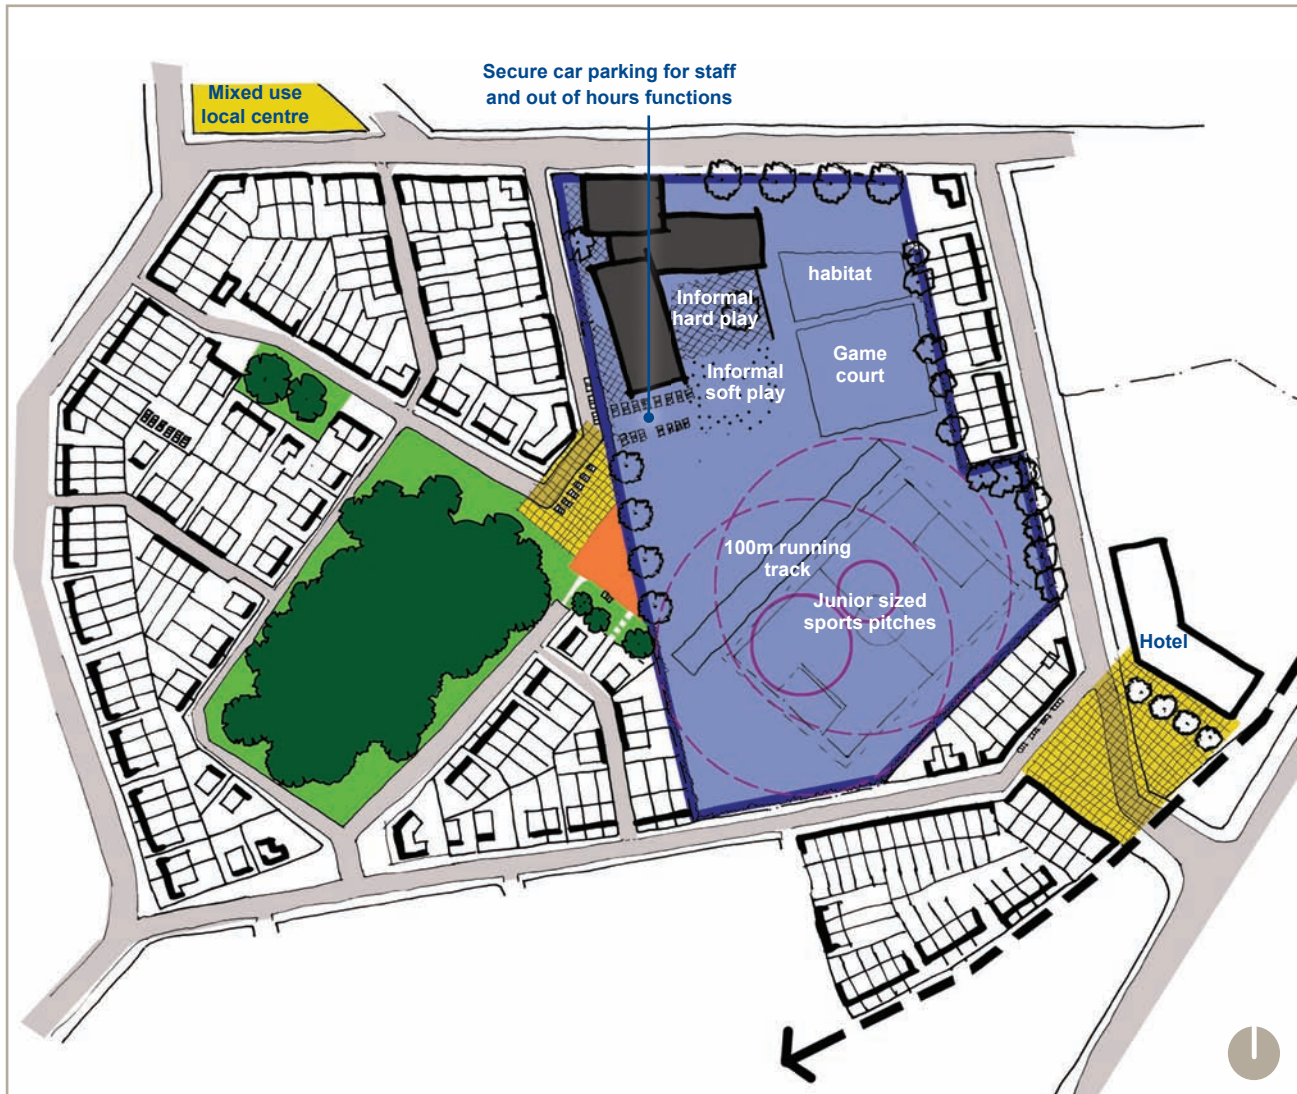 Secure car parking for staff
and out of hours functions
Mixed use
local centre
habitat
Informal
hard play
Game
court
Informal
soft play
100m running
track
Junior sized
sports pitches
Hotel